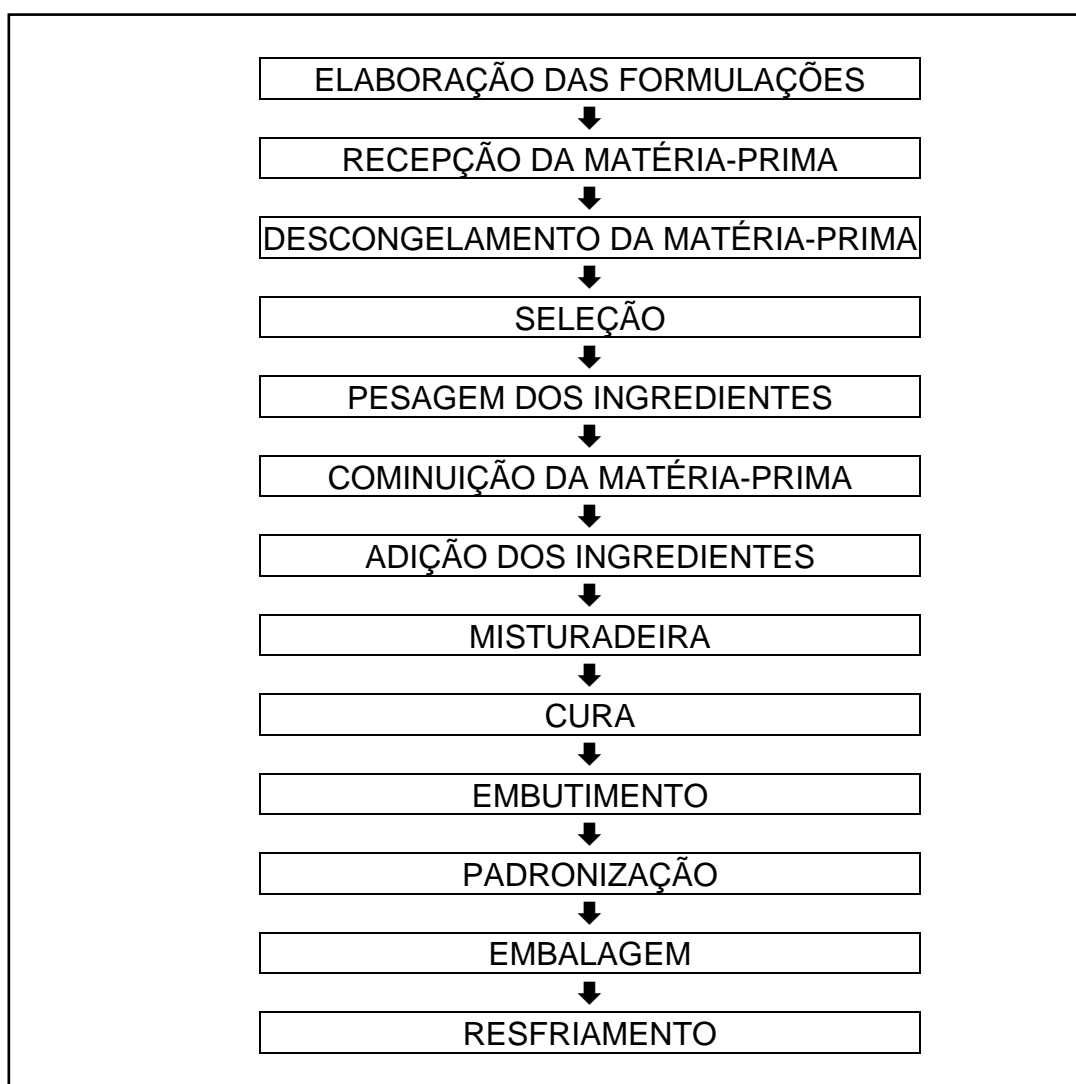 ELABORAÇÃO DAS FORMULAÇÕES
RECEPÇÃO DA MATÉRIA-PRIMA
DESCONGELAMENTO DA MATÉRIA-PRIMA
SELEÇÃO
PESAGEM DOS INGREDIENTES
COMINUIÇÃO DA MATÉRIA-PRIMA
ADIÇÃO DOS INGREDIENTES
MISTURADEIRA
CURA
EMBUTIMENTO
PADRONIZAÇÃO
EMBALAGEM
RESFRIAMENTO